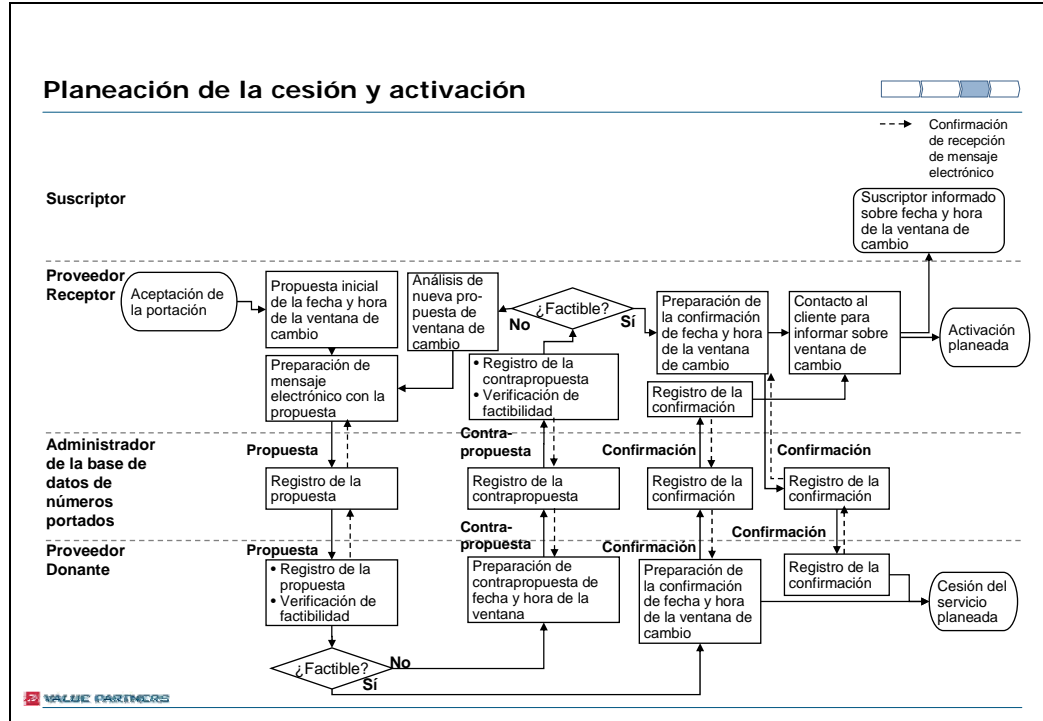 Planeación de la cesión y activación
Confirmación
de recepción
de mensaje
electrónico
Suscriptor
Suscriptor informado
sobre fecha y hora
de la ventana de
cambio
Proveedor
Receptor
Aceptación de
la portación
Propuesta inicial
de la fecha y hora
de la ventana de
cambio
Análisis de
nueva pro-
puesta de
ventana de
cambio
¿Factible?
No
Sí
Preparación de
la confirmación
de fecha y hora
de la ventana
de cambio
Contacto al
cliente para
informar sobre
ventana de
cambio
Activación
planeada
Preparación de
mensaje
electrónico con la
propuesta
• Registro de la
contrapropuesta
• Verificación de
factibilidad
Registro de la
confirmación
Administrador
de la base de
datos de
números
portados
Propuesta
Contra-
propuesta
Confirmación
Confirmación
Registro de la
propuesta
Registro de la
contrapropuesta
Registro de la
confirmación
Registro de la
confirmación
Proveedor
Donante
Propuesta
Contra-
propuesta
Confirmación
Confirmación
• Registro de la
propuesta
• Verificación de
factibilidad
Preparación de
contrapropuesta de
fecha y hora de la
ventana
Preparación de
la confirmación
de fecha y hora
de la ventana de
cambio
Registro de la
confirmación
Cesión del
servicio
planeada
¿Factible?
No
Sí
VALUE PARTNERS